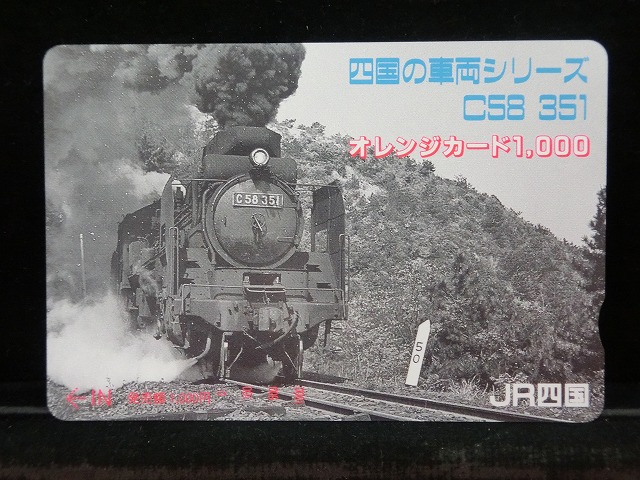 四国の車両シリーズ
C58 351
オレンジカード1,000
C58 351
50
←IN
JR四国